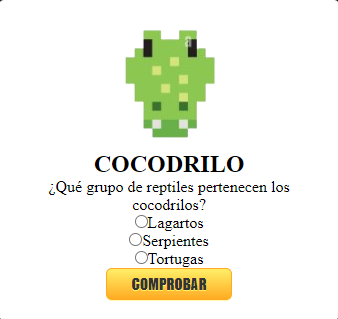 COCODRILO
¿Qué grupo de reptiles pertenecen los
cocodrilos?
Lagartos
Serpientes
Tortugas
COMPROBAR